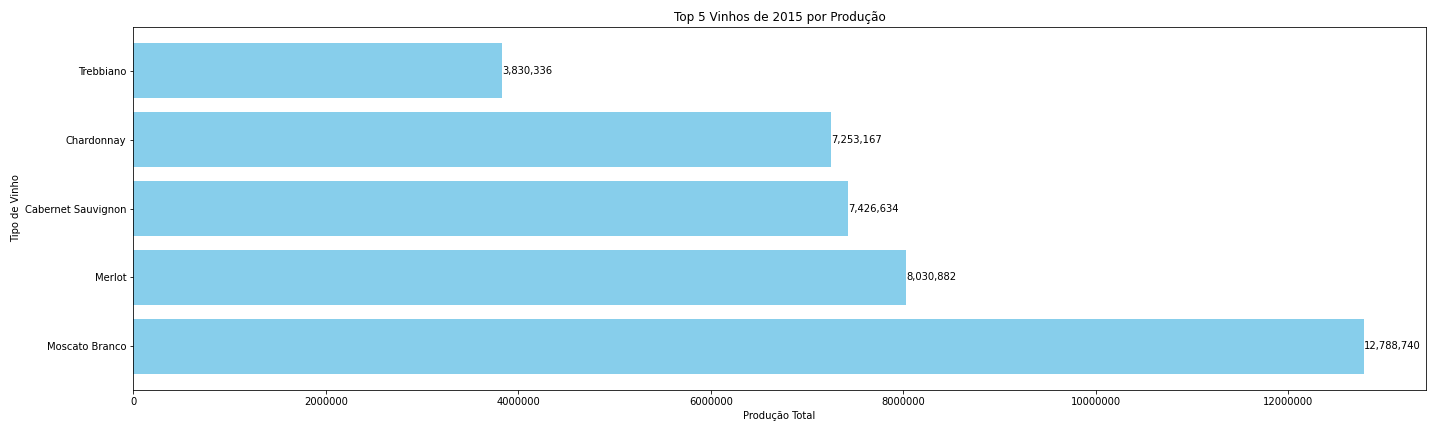 Top 5 Vinhos de 2015 por Produção
Tipo de Vinho
Trebbiano
3,830,336
Chardonnay
7,253,167
Cabernet Sauvignon
7,426,634
Merlot
8,030,882
Moscato Branco
12,788,740
0 2000000 4000000 6000000 8000000 10000000 12000000
Produção Total